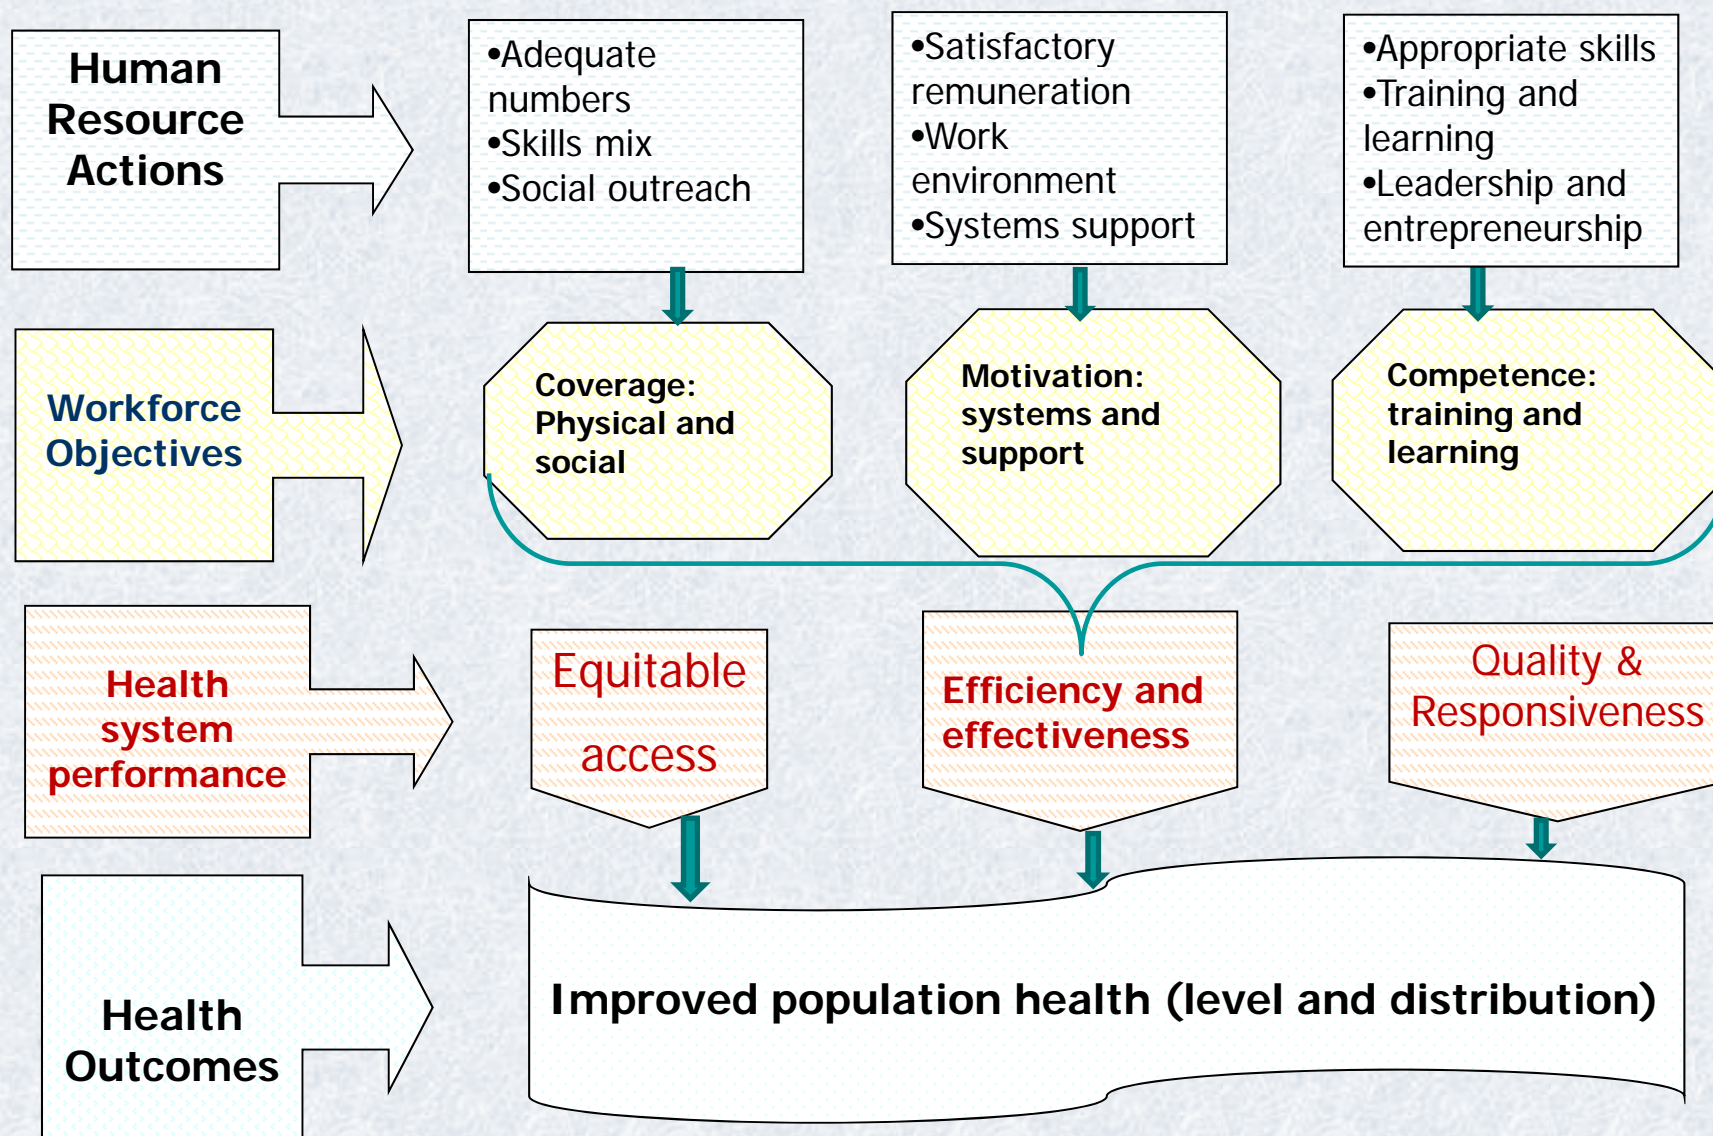 Human
Resource
Actions
•Adequate
numbers
•Skills mix
•Social outreach
•Satisfactory
remuneration
•Work
environment
•Systems support
•Appropriate skills
•Training and
learning
•Leadership and
entrepreneurship
Workforce
Objectives
Coverage:
Physical and
social
Motivation:
systems and
support
Competence:
training and
learning
Health
system
performance
Equitable
access
Efficiency and
effectiveness
Quality &
Responsiveness
Health
Outcomes
Improved population health (level and distribution)